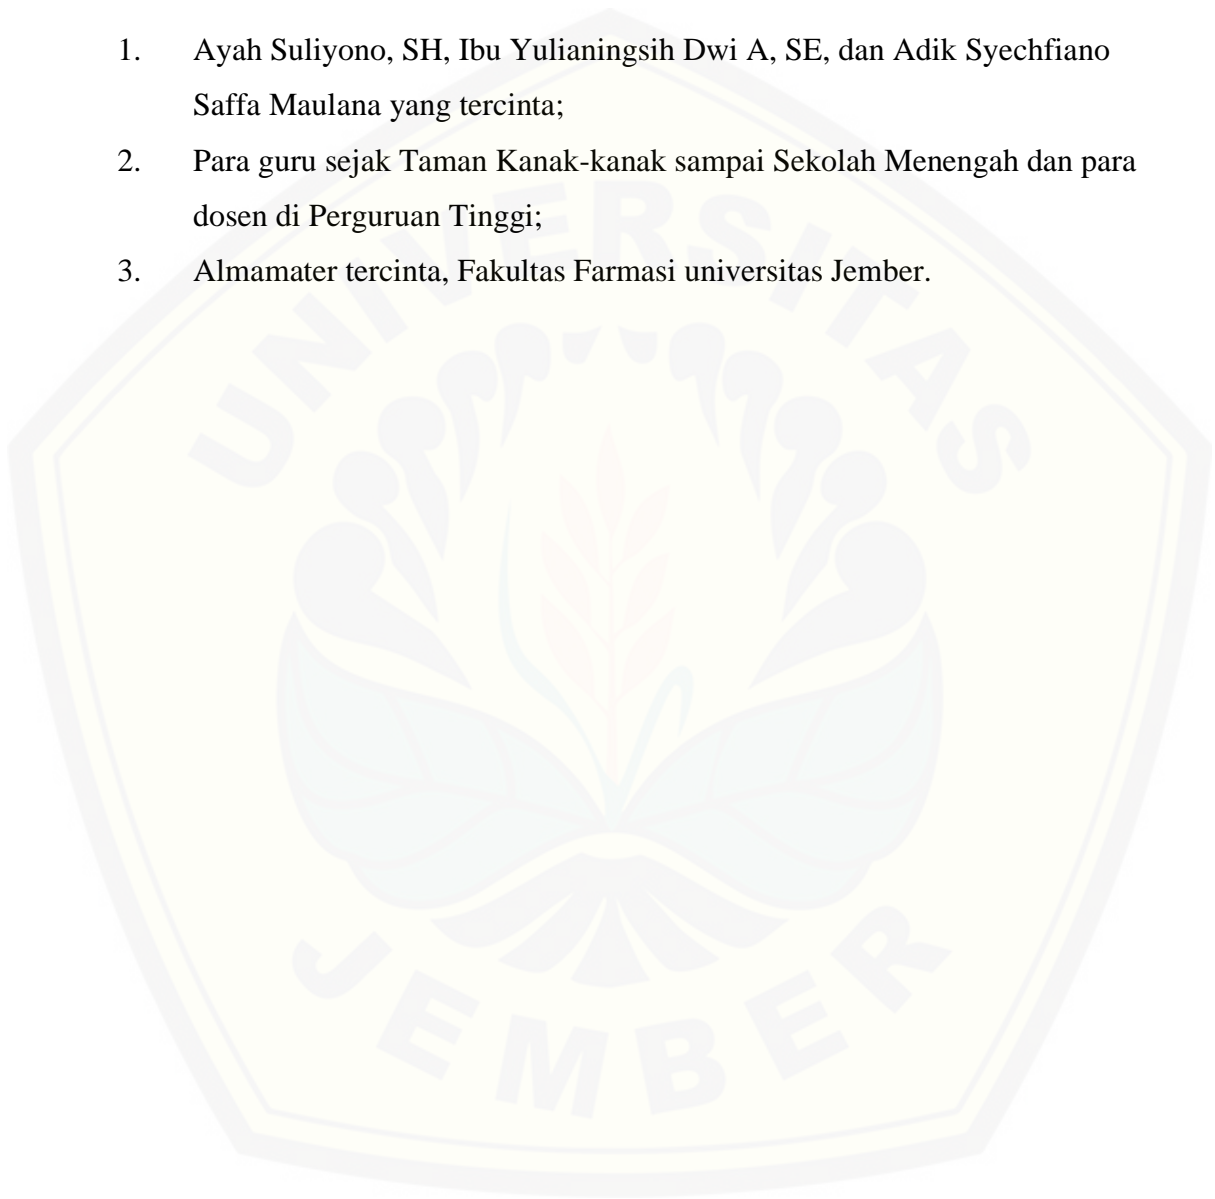 1. Ayah Suliyono, SH, Ibu Yulianingsih Dwi A, SE, dan Adik Syechfiano
Saffa Maulana yang tercinta;
2. Para guru sejak Taman Kanak-kanak sampai Sekolah Menengah dan para
dosen di Perguruan Tinggi;
3. Almamater tercinta, Fakultas Farmasi universitas Jember.
UNIVERSITAS
JEMBER